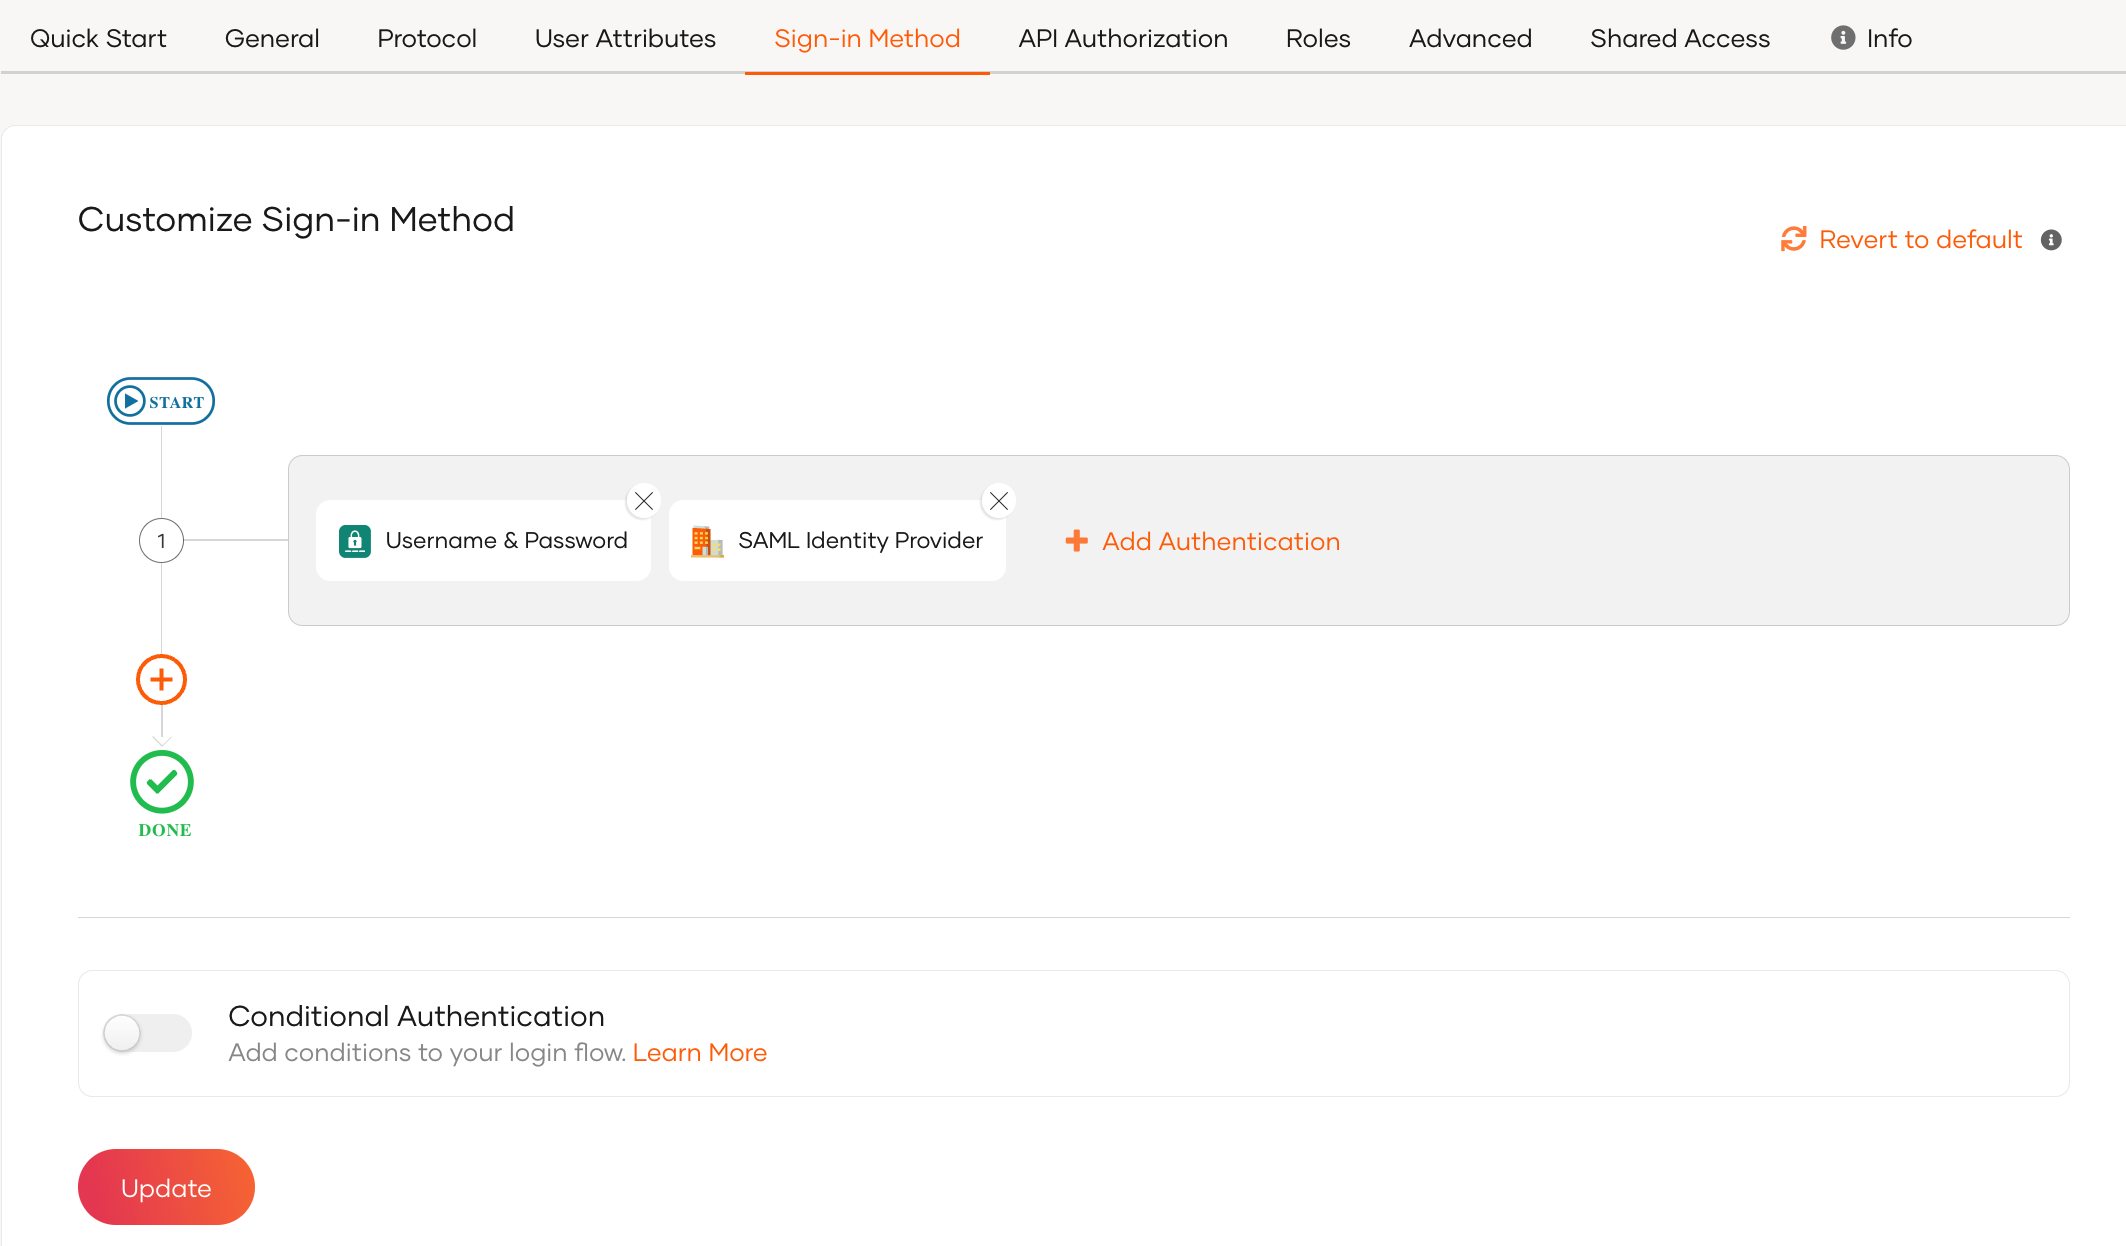 Quick Start General Protocol User Attributes Sign-in Method API Authorization Roles Advanced Shared Access Info
Customize Sign-in Method
Revert to default
START
1 Username & Password SAML Identity Provider Add Authentication
DONE
Conditional Authentication
Add conditions to your login flow. Learn More
Update